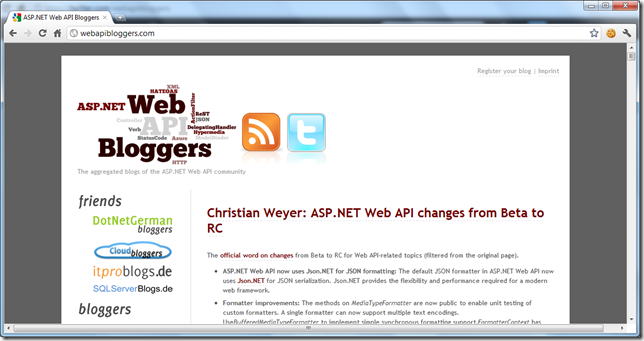 ASP.NET Web API Bloggers
webapibloggers.com
Register your blog | Imprint
XML
HATEOAS
ASP.NET Web
ActionFilter
ReST
JSON
Controller
API
DelegatingHandler
Verb
Hypermedia
StatusCode Azure ModelBinder
Bloggers
HTTP
The aggregated blogs of the ASP.NET Web API community
friends
DotNetGerman
bloggers
Cloudbloggers
itproblogs.de
SQLServerBlogs.de
bloggers
Christian Weyer: ASP.NET Web API changes from Beta to
RC
The official word on changes from Beta to RC for Web API-related topics (filtered from the original page).
• ASP.NET Web API now uses Json.NET for JSON formatting: The default JSON formatter in ASP.NET Web API now
uses Json.NET for JSON serialization. Json.NET provides the flexibility and performance required for a modern
web framework.
• Formatter improvements: The methods on MediaTypeFormatter are now public to enable unit testing of
custom formatters. A single formatter can now support multiple text encodings.
UseBufferedMediaTypeFormatter to implement simple synchronous formatting support. FormatterContext has